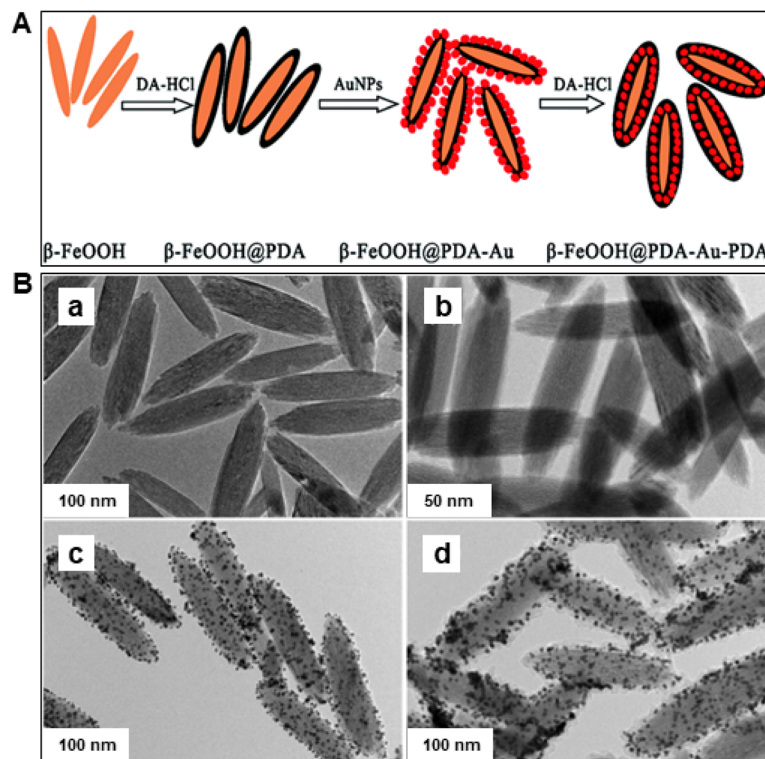 A
DA-HCl AuNPs DA-HCl
β-FeOOH β-FeOOH@PDA β-FeOOH@PDA-Au β-FeOOH@PDA-Au-PDA
B
a b
100 nm 50 nm
c d
100 nm 100 nm